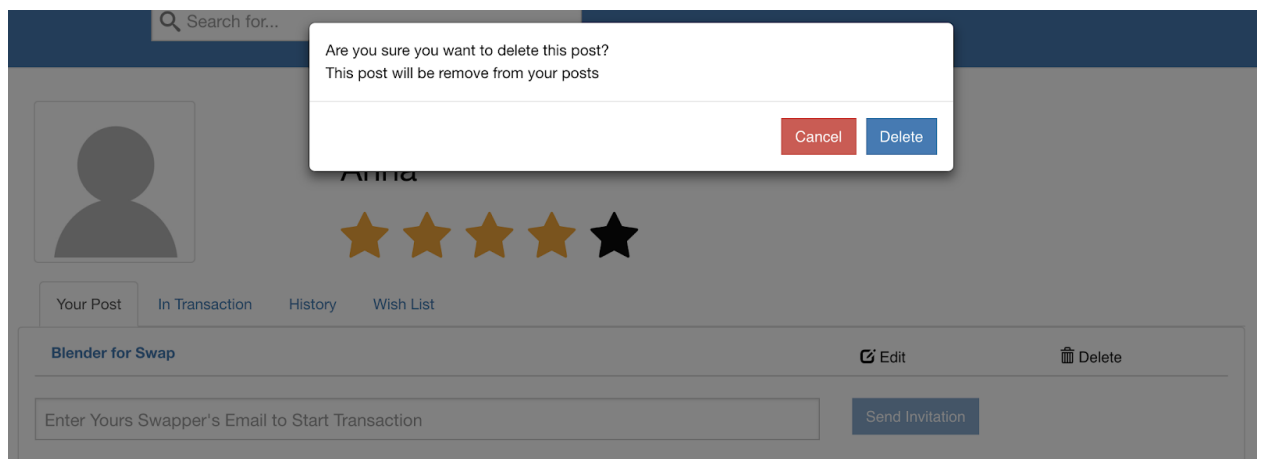 Search for...
Are you sure you want to delete this post?
This post will be remove from your posts
Cancel Delete
Anna
Your Post In Transaction History Wish List
Blender for Swap Edit Delete
Enter Yours Swapper's Email to Start Transaction Send Invitation